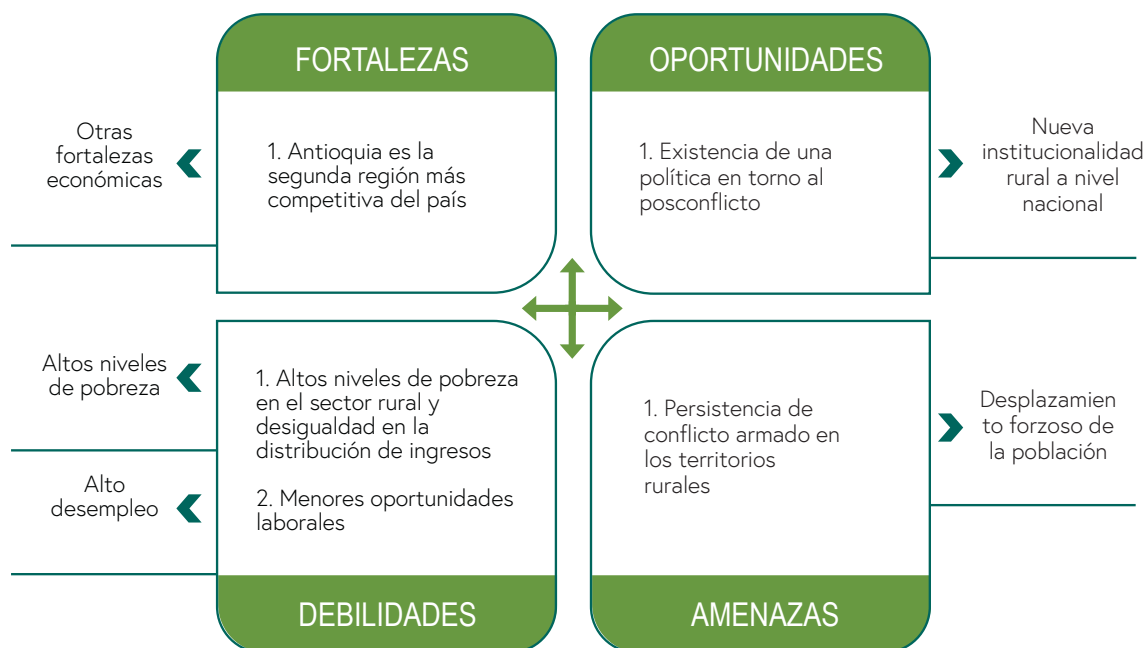 FORTALEZAS
Otras
fortalezas
económicas
1. Antioquia es la
segunda región más
competitiva del país
OPORTUNIDADES
1. Existencia de una
política en torno al
posconflicto
Nueva
institucionalidad
rural a nivel
nacional
Altos niveles
de pobreza
Alto
desempleo
1. Altos niveles de pobreza
en el sector rural y
desigualdad en la
distribución de ingresos
2. Menores oportunidades
laborales
DEBILIDADES
1. Persistencia de
conflicto armado en
los territorios
rurales
Desplazamien
to forzoso de
la población
AMENAZAS